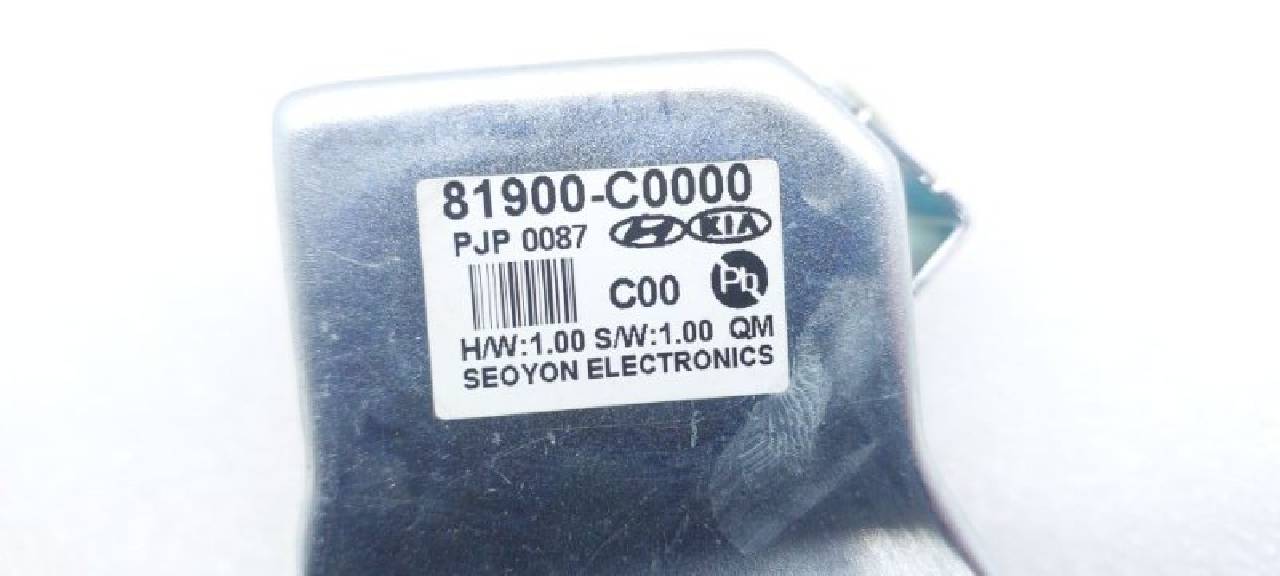 81900-C0000
PJP 0087 H KIA
C00 Pb
H/W:1.00 S/W:1.00 QM
SEOYON ELECTRONICS